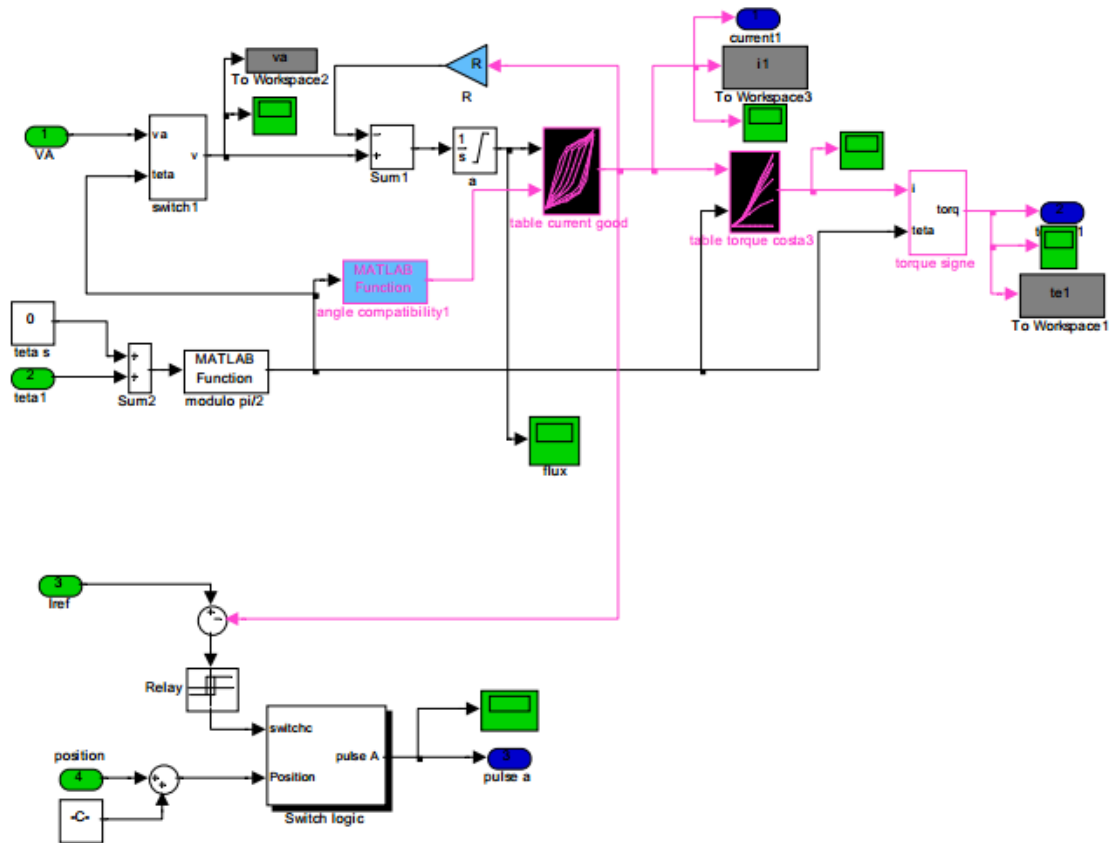 1
current1
va
To Workspace2
R
R
i1
To Workspace3
1
VA
va
teta
v
switch1
−
+
Sum1
1
s
a
table current good
table torque costa3
i
teta
torq
torque signe
2
te1
To Workspace1
MATLAB
Function
angle compatibility1
0
teta s
2
teta1
+
+
Sum2
MATLAB
Function
modulo pi/2
flux
3
Iref
+
−
Relay
switchc
Position
pulse A
Switch logic
3
pulse a
position
4
+
+
-C-